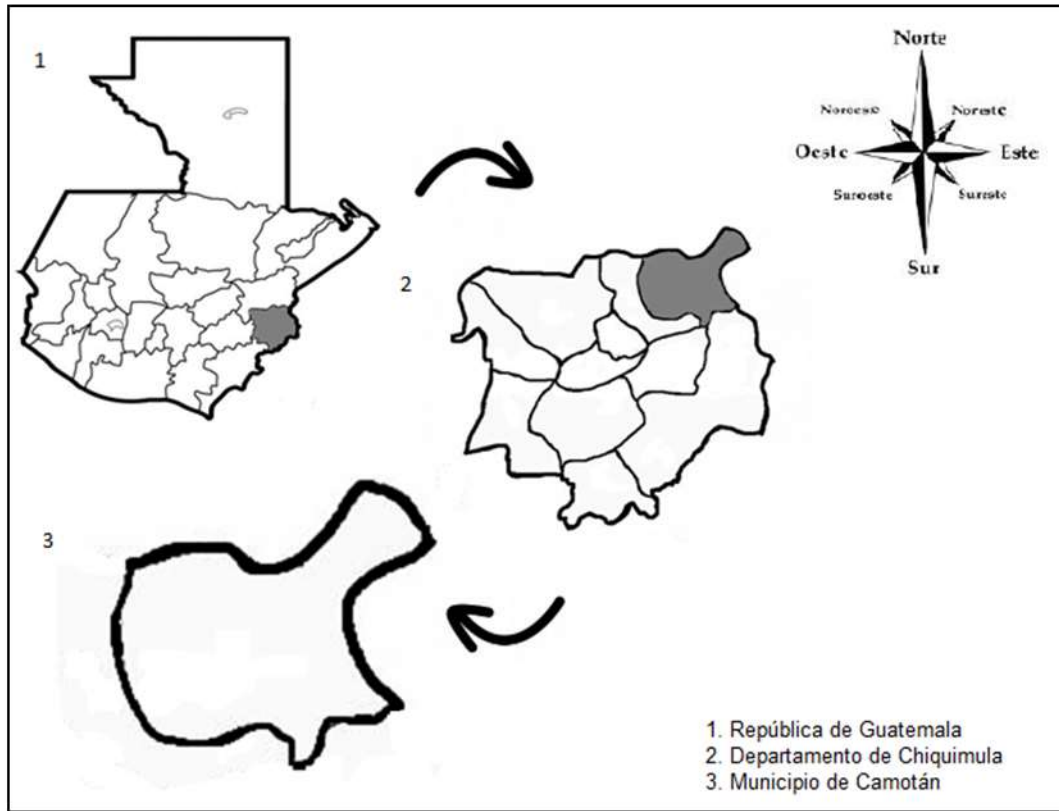 1
Norte
Noroeste
Noreste
Oeste
Este
Suroeste
Sureste
Sur
2
3
1. República de Guatemala
2. Departamento de Chiquimula
3. Municipio de Camotán